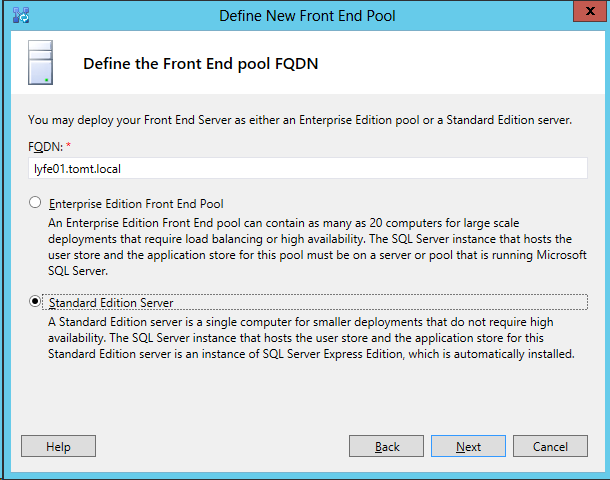 Define New Front End Pool
x
Define the Front End pool FQDN
You may deploy your Front End Server as either an Enterprise Edition pool or a Standard Edition server.
FQDN: *
lyfe01.tomt.local
Enterprise Edition Front End Pool
An Enterprise Edition Front End pool can contain as many as 20 computers for large scale
deployments that require load balancing or high availability. The SQL Server instance that hosts the
user store and the application store for this pool must be on a server or pool that is running Microsoft
SQL Server.
Standard Edition Server
A Standard Edition server is a single computer for smaller deployments that do not require high
availability. The SQL Server instance that hosts the user store and the application store for this
Standard Edition server is an instance of SQL Server Express Edition, which is automatically installed.
Help
Back
Next
Cancel